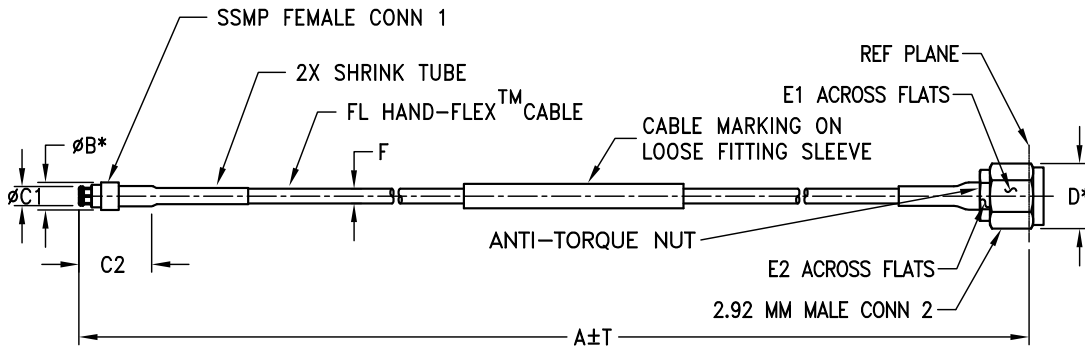 SSMP FEMALE CONN 1
2X SHRINK TUBE
FL HAND-FLEX™ CABLE
F
CABLE MARKING ON
LOOSE FITTING SLEEVE
REF PLANE
E1 ACROSS FLATS
øB*
øC1
D*
C2
ANTI-TORQUE NUT
E2 ACROSS FLATS
2.92 MM MALE CONN 2
A±T